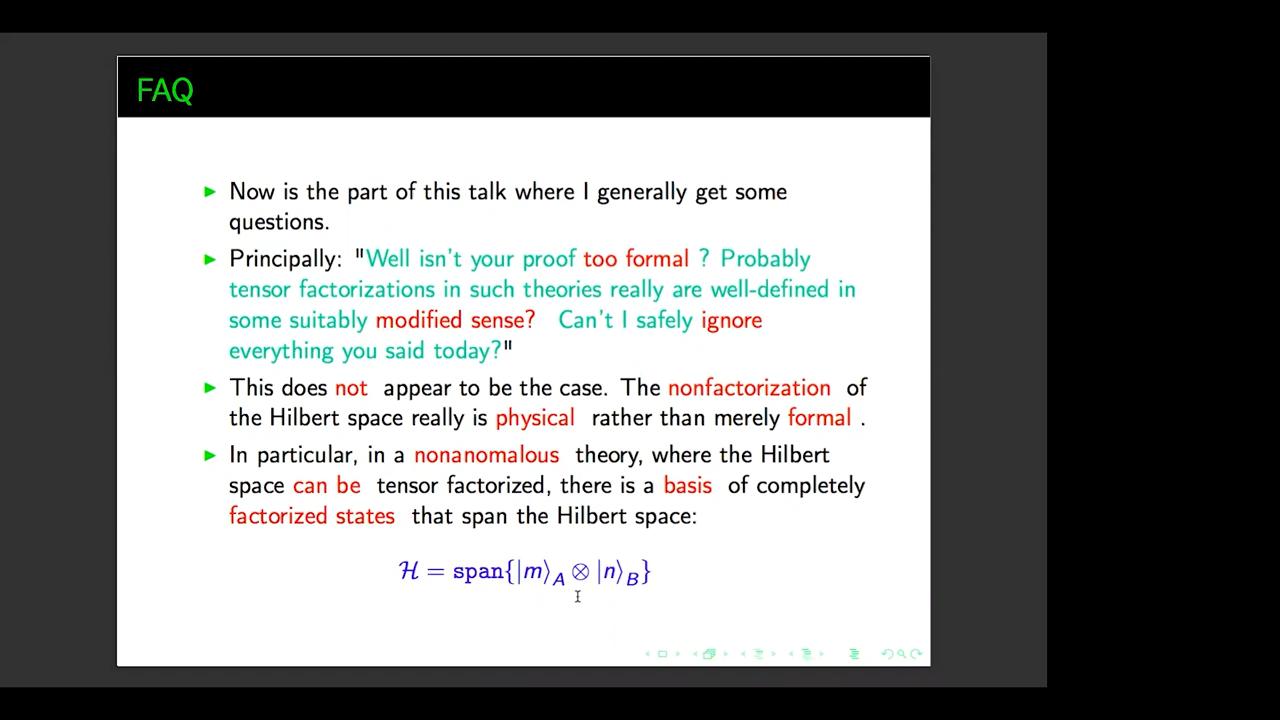 FAQ
Now is the part of this talk where I generally get some
questions.
Principally: "Well isn't your proof too formal ? Probably
tensor factorizations in such theories really are well-defined in
some suitably modified sense? Can't I safely ignore
everything you said today?"
This does not appear to be the case. The nonfactorization of
the Hilbert space really is physical rather than merely formal .
In particular, in a nonanomalous theory, where the Hilbert
space can be tensor factorized, there is a basis of completely
factorized states that span the Hilbert space:
ℋ = span{|m⟩_A ⊗ |n⟩_B}